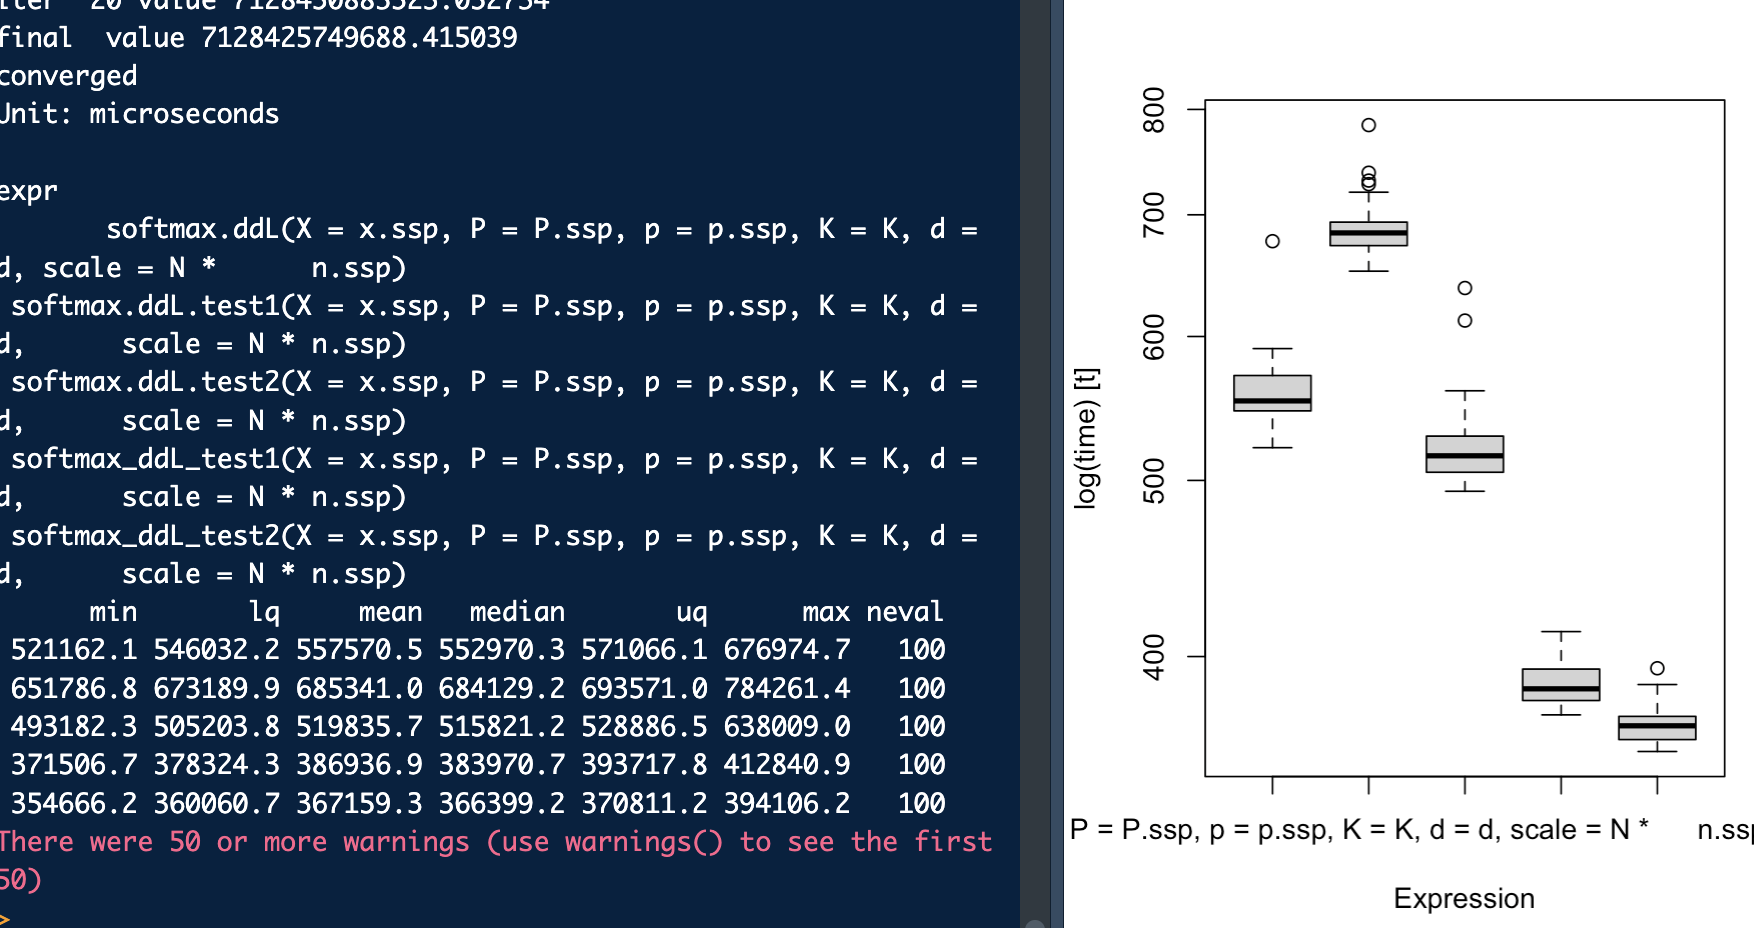 iter  20 value 7128430883523.032734
final  value 7128425749688.415039
converged
Unit: microseconds
expr
softmax.ddL(X = x.ssp, P = P.ssp, p = p.ssp, K = K, d =
d, scale = N *      n.ssp)
softmax.ddL.test1(X = x.ssp, P = P.ssp, p = p.ssp, K = K, d =
d,      scale = N * n.ssp)
softmax.ddL.test2(X = x.ssp, P = P.ssp, p = p.ssp, K = K, d =
d,      scale = N * n.ssp)
softmax_ddL_test1(X = x.ssp, P = P.ssp, p = p.ssp, K = K, d =
d,      scale = N * n.ssp)
softmax_ddL_test2(X = x.ssp, P = P.ssp, p = p.ssp, K = K, d =
d,      scale = N * n.ssp)
min lq mean median uq max neval
521162.1 546032.2 557570.5 552970.3 571066.1 676974.7 100
651786.8 673189.9 685341.0 684129.2 693571.0 784261.4 100
493182.3 505203.8 519835.7 515821.2 528886.5 638009.0 100
371506.7 378324.3 386936.9 383970.7 393717.8 412840.9 100
354666.2 360060.7 367159.3 366399.2 370811.2 394106.2 100
There were 50 or more warnings (use warnings() to see the first
50)
>
800
700
600
500
400
log(time) [t]
P = P.ssp, p = p.ssp, K = K, d = d, scale = N *      n.ssp
Expression